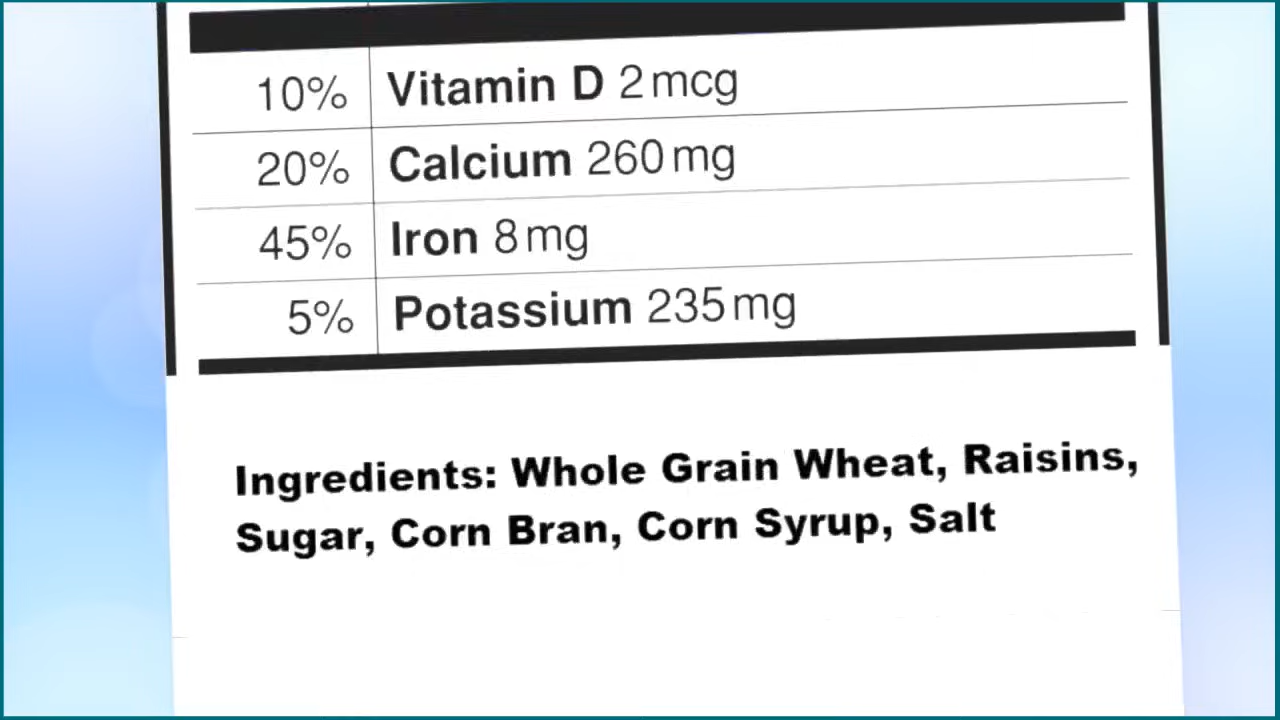 10% Vitamin D 2mcg
20% Calcium 260mg
45% Iron 8mg
5% Potassium 235mg
Ingredients: Whole Grain Wheat, Raisins,
Sugar, Corn Bran, Corn Syrup, Salt